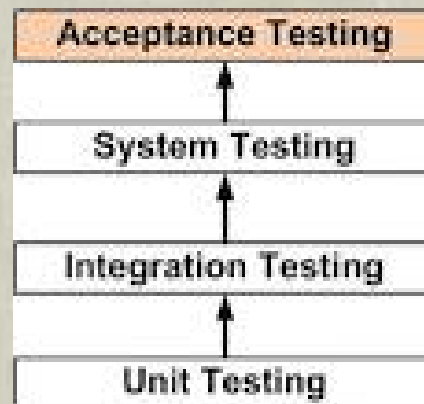 Acceptance Testing
System Testing
Integration Testing
Unit Testing